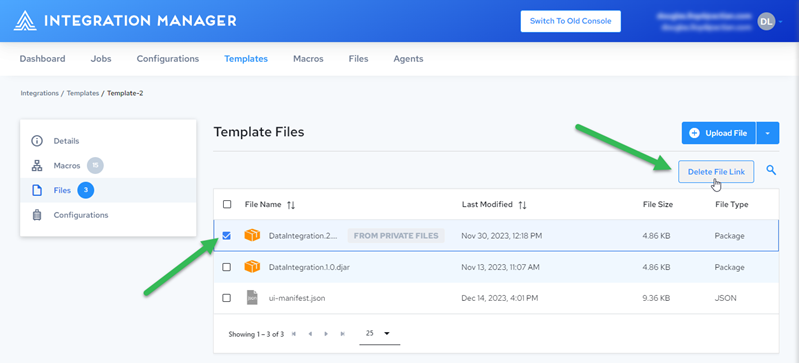 INTEGRATION MANAGER
Switch To Old Console
DL
Dashboard Jobs Configurations Templates Macros Files Agents
Integrations / Templates / Template-2
Details
Macros 15
Files 3
Configurations
Template Files
Upload File
Delete File Link
File Name Last Modified File Size File Type
DataIntegration.2.... FROM PRIVATE FILES Nov 30, 2023, 12:18 PM 4.86 KB Package
DataIntegration.1.0.djar Nov 13, 2023, 11:07 AM 4.86 KB Package
ui-manifest.json Dec 14, 2023, 4:01 PM 9.36 KB JSON
Showing 1 – 3 of 3 25